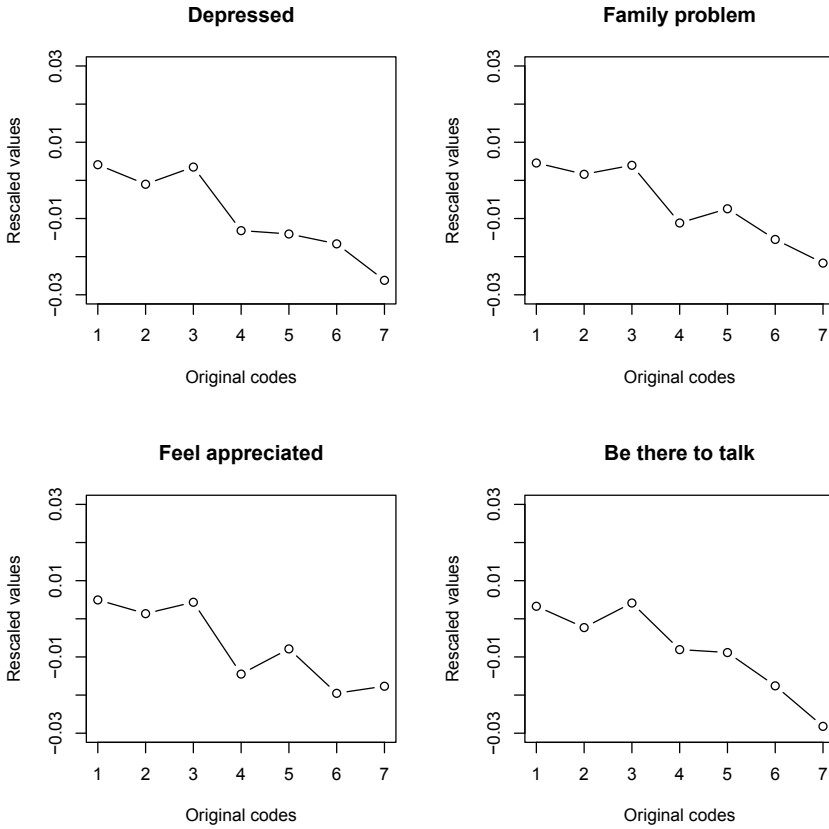 Depressed
Rescaled values
0.03
0.01
−0.01
−0.03
1 2 3 4 5 6 7
Original codes
Family problem
Rescaled values
0.03
0.01
−0.01
−0.03
1 2 3 4 5 6 7
Original codes
Feel appreciated
Rescaled values
0.03
0.01
−0.01
−0.03
1 2 3 4 5 6 7
Original codes
Be there to talk
Rescaled values
0.03
0.01
−0.01
−0.03
1 2 3 4 5 6 7
Original codes